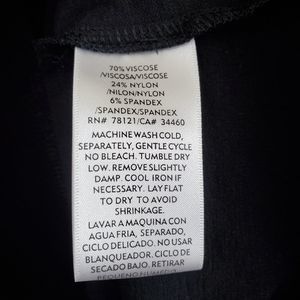 70% VISCOSE
/VISCOSA/VISCOSE
24% NYLON
/NILON/NYLON
6% SPANDEX
/SPANDEX/SPANDEX
RN# 78121/CA# 34460
MACHINE WASH COLD,
SEPARATELY, GENTLE CYCLE
NO BLEACH. TUMBLE DRY
LOW. REMOVE SLIGHTLY
DAMP. COOL IRON IF
NECESSARY. LAY FLAT
TO DRY TO AVOID
SHRINKAGE.
LAVAR A MAQUINA CON
AGUA FRIA, SEPARADO,
CICLO DELICADO. NO USAR
BLANQUEADOR. CICLO DE
SECADO BAJO. RETIRAR
PEQUENO NUMERO